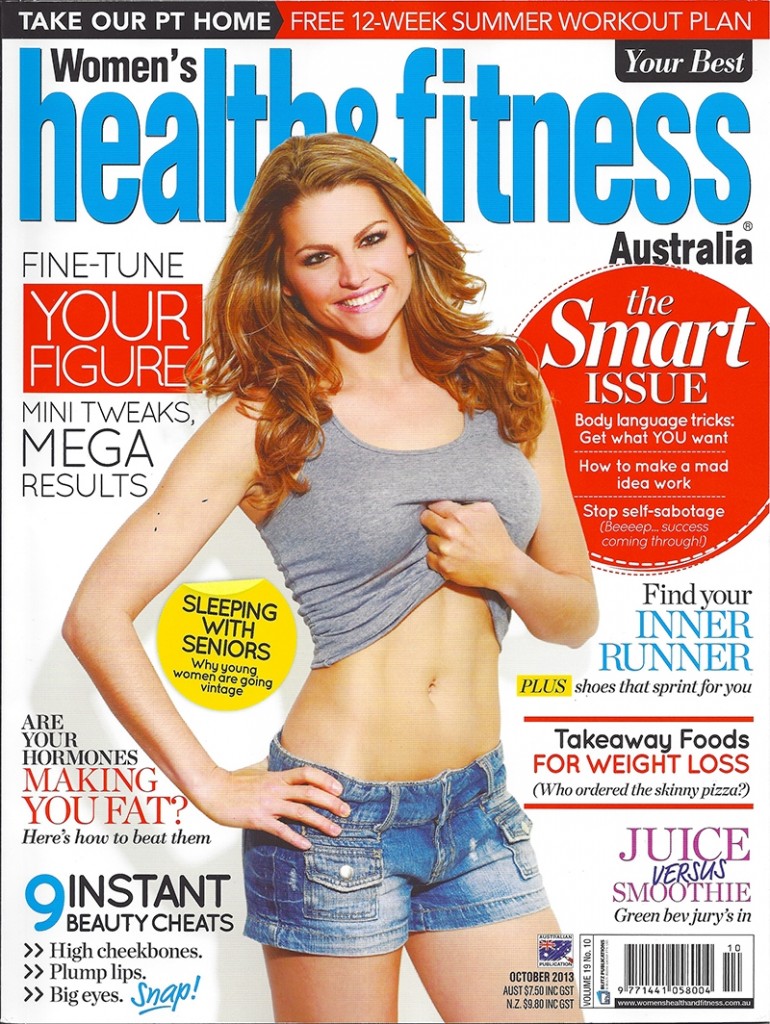 TAKE OUR PT HOME
FREE 12-WEEK SUMMER WORKOUT PLAN
Women's
Your Best
health & fitness
®
Australia
FINE-TUNE
YOUR
FIGURE
MINI TWEAKS,
MEGA
RESULTS
the
Smart
ISSUE
Body language tricks:
Get what YOU want
How to make a mad
idea work
Stop self-sabotage
(Beeeep... success
coming through!)
SLEEPING
WITH
SENIORS
Why young
women are going
vintage
Find your
INNER
RUNNER
PLUS shoes that sprint for you
ARE
YOUR
HORMONES
MAKING
YOU FAT?
Here's how to beat them
Takeaway Foods
FOR WEIGHT LOSS
(Who ordered the skinny pizza?)
JUICE
VERSUS
SMOOTHIE
Green bev jury's in
9 INSTANT
BEAUTY CHEATS
>> High cheekbones.
>> Plump lips.
>> Big eyes. Snap!
AUSTRALIAN
PUBLICATION
OCTOBER 2013
AUST $7.50 INC GST
N.Z. $9.80 INC GST
VOLUME 19 No. 10
BLITZ PUBLICATIONS
10
9 771441 058004
www.womenshealthandfitness.com.au